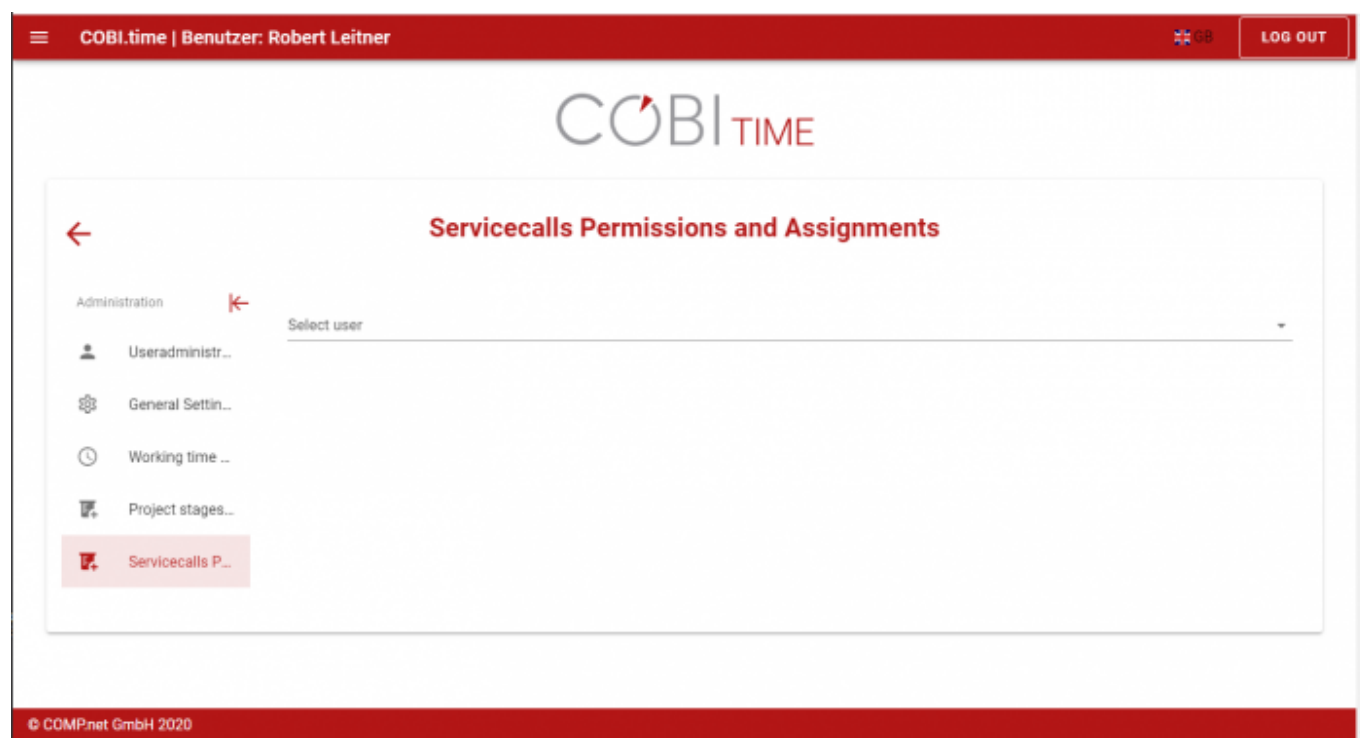 COBI.time | Benutzer: Robert Leitner
GB
LOG OUT
COBI TIME
Servicecalls Permissions and Assignments
Administration
Select user
Useradministr...
General Settin...
Working time ...
Project stages...
Servicecalls P...
© COMP.net GmbH 2020